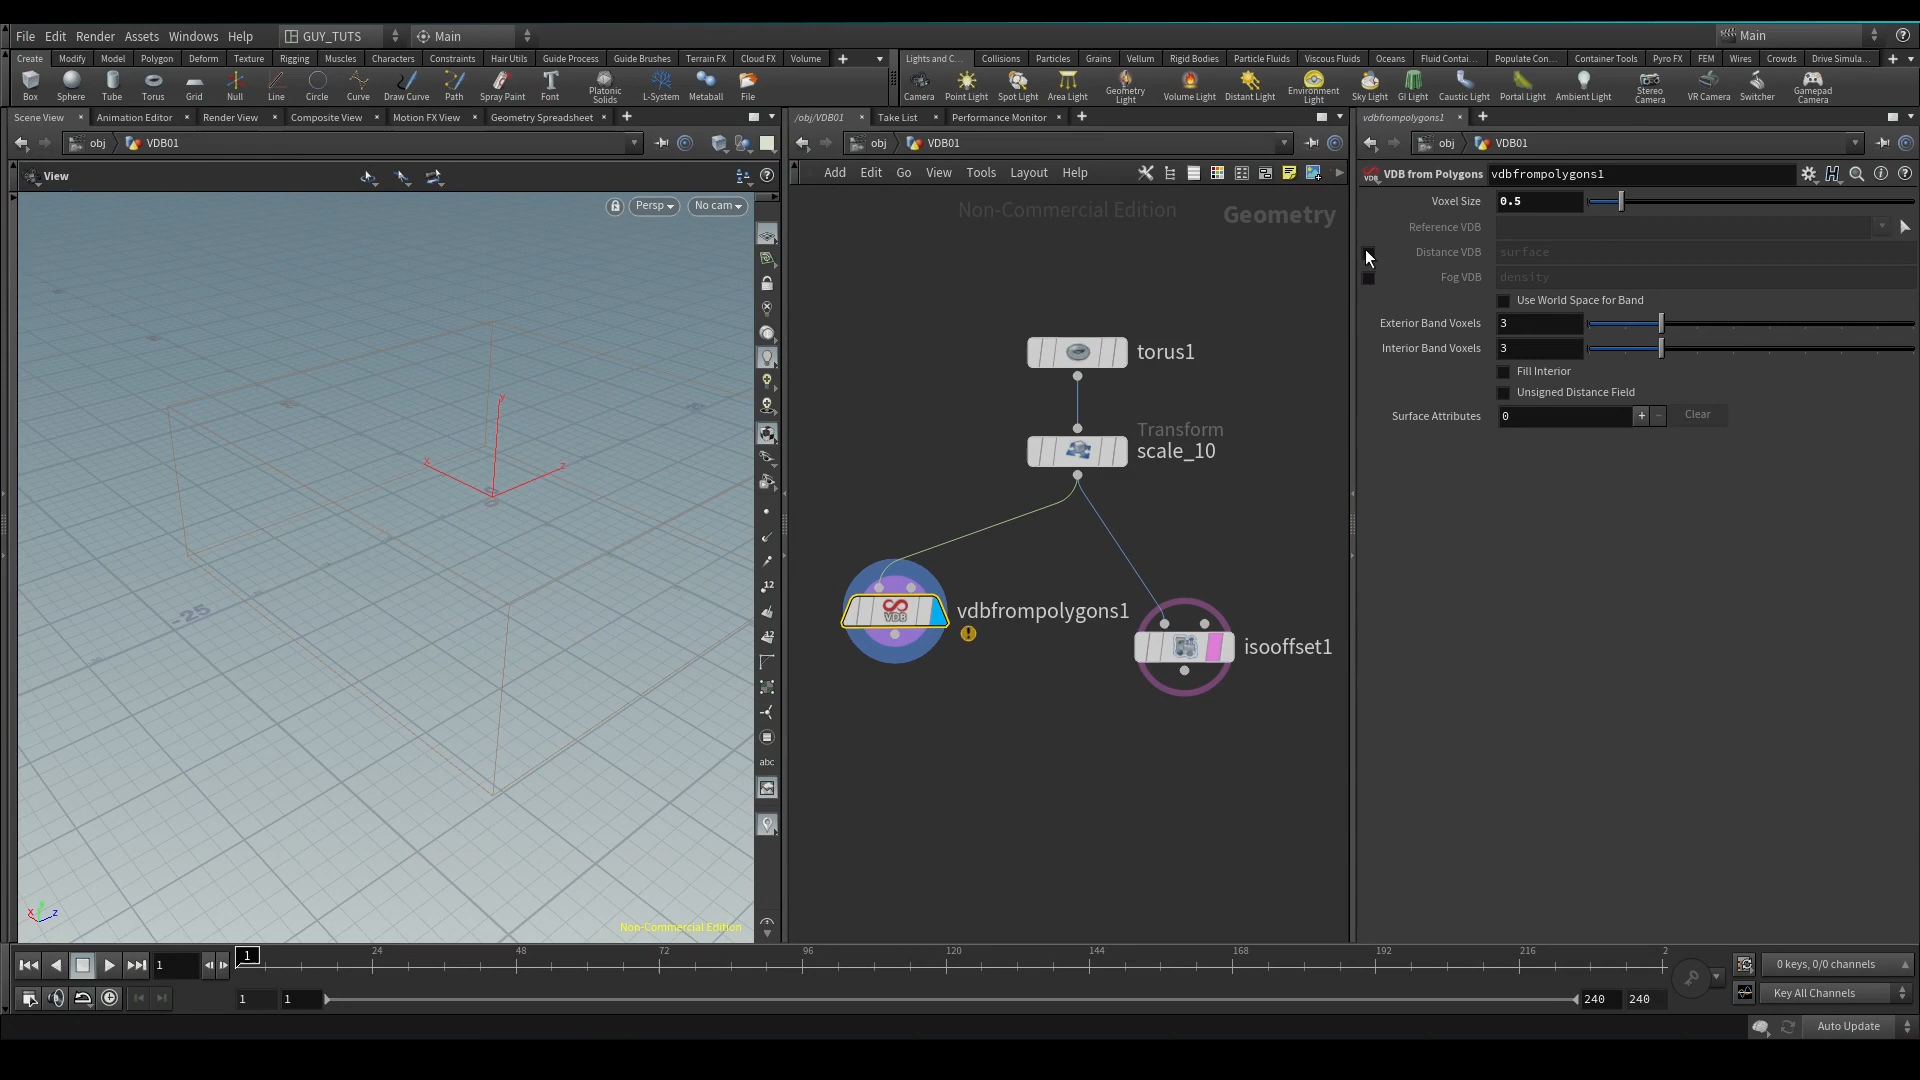 File Edit Render Assets Windows Help GUY_TUTS Main Main
Create Modify Model Polygon Deform Texture Rigging Muscles Characters Constraints Hair Utils Guide Process Guide Brushes Terrain FX Cloud FX Volume
Lights and C... Collisions Particles Grains Vellum Rigid Bodies Particle Fluids Viscous Fluids Oceans Fluid Contai... Populate Con... Container Tools Pyro FX FEM Wires Crowds Drive Simula...
Box Sphere Tube Torus Grid Null Line Circle Curve Draw Curve Path Spray Paint Font Platonic Solids L-System Metaball File
Camera Point Light Spot Light Area Light Geometry Light Volume Light Distant Light Environment Light Sky Light GI Light Caustic Light Portal Light Ambient Light Stereo Camera VR Camera Switcher Gamepad Camera
Scene View Animation Editor Render View Composite View Motion FX View Geometry Spreadsheet
/obj/VDB01 Take List Performance Monitor
vdbfrompolygons1
obj VDB01
obj VDB01
obj VDB01
View
Add Edit Go View Tools Layout Help
VDB from Polygons vdbfrompolygons1
Persp No cam
Non-Commercial Edition Geometry
Voxel Size 0.5
Reference VDB
Distance VDB surface
Fog VDB density
Use World Space for Band
Exterior Band Voxels 3
Interior Band Voxels 3
Fill Interior
Unsigned Distance Field
Surface Attributes 0 + - Clear
torus1
Transform
scale_10
VDB
vdbfrompolygons1
isooffset1
y
x
z
0
-25
12
12
abc
x z
Non-Commercial Edition
1 1 24 48 72 96 120 144 168 192 216 2
0 keys, 0/0 channels
1 1 240 240
Key All Channels
Auto Update